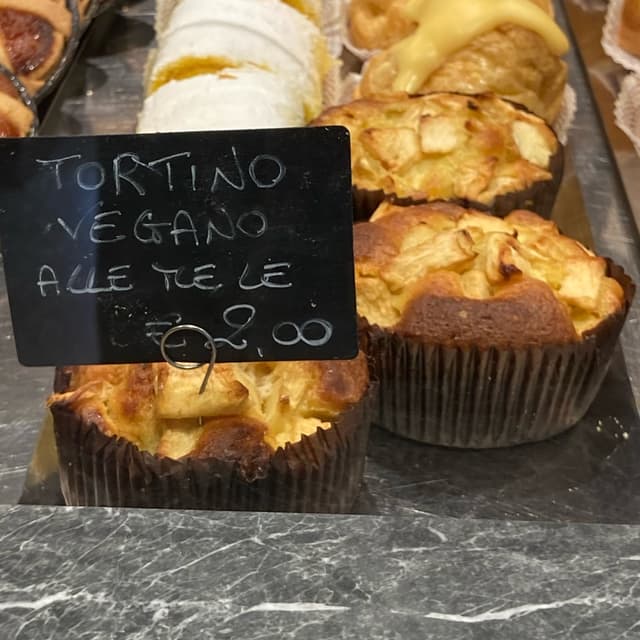 TORTINO
VEGANO
ALLE MELE
€ 2,00